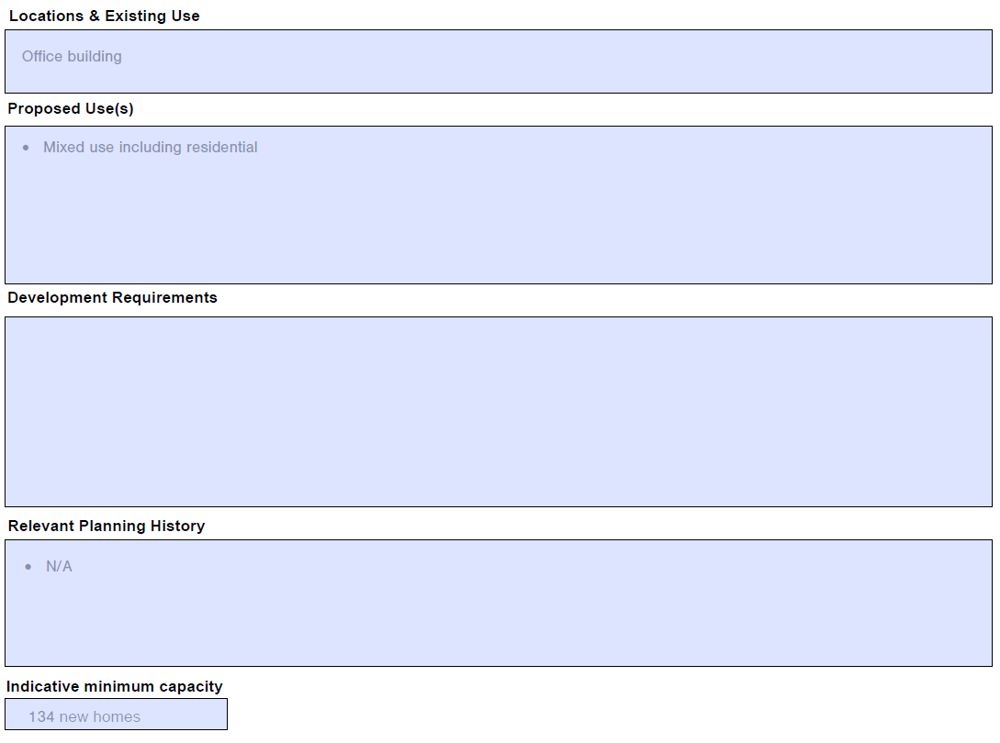 Locations & Existing Use
Office building
Proposed Use(s)
• Mixed use including residential
Development Requirements
Relevant Planning History
• N/A
Indicative minimum capacity
134 new homes